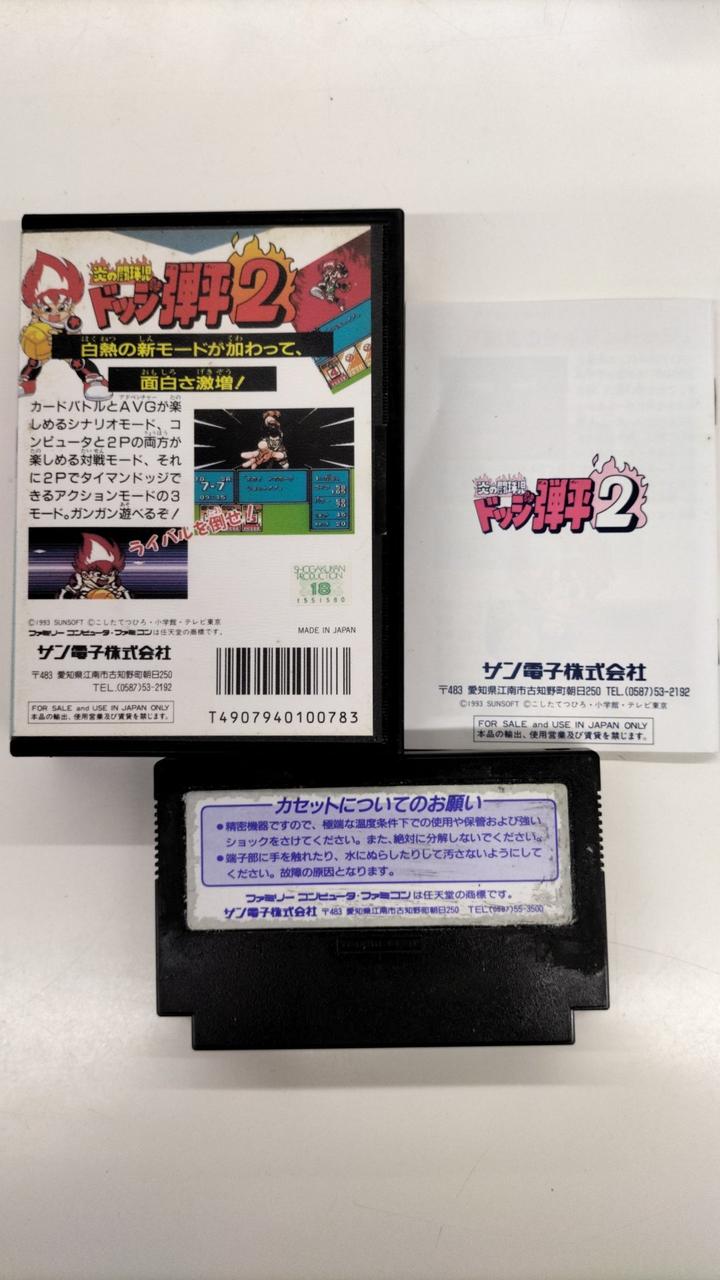 炎の闘球児
ドッジ弾平2
白熱の新モードが加わって、
面白さ激増!
カードバトルとAVGが楽
しめるシナリオモード、コ
ンピュータと2Pの両方が
楽しめる対戦モード、それ
に2Pでタイマンドッジで
きるアクションモードの3
モード。ガンガン遊べるぞ!
7-7
ライバルを倒せ!
SHOGAKUKAN
PRODUCTION
18
1551580
©1993 SUNSOFT ©こしたてつひろ・小学館・テレビ東京
ファミリー コンピュータ・ファミコンは任天堂の商標です。
MADE IN JAPAN
サン電子株式会社
〒483 愛知県江南市古知野町朝日250
TEL.(0587)53-2192
FOR SALE and USE IN JAPAN ONLY
本品の輸出、使用営業及び賃貸を禁じます。
T4907940100783
炎の闘球児
ドッジ弾平2
サン電子株式会社
〒483 愛知県江南市古知野町朝日250 TEL.(0587)53-2192
©1993 SUNSOFT ©こしたてつひろ・小学館・テレビ東京
FOR SALE and USE IN JAPAN ONLY
本品の輸出、使用営業及び賃貸を禁じます。
カセットについてのお願い
●精密機器ですので、極端な温度条件下での使用や保管および強い
ショックをさけてください。また、絶対に分解しないでください。
●端子部に手を触れたり、水にぬらしたりして汚さないようにして
ください。故障の原因となります。
ファミリー コンピュータ・ファミコンは任天堂の商標です。
サン電子株式会社 〒483 愛知県江南市古知野町朝日250 TEL(0587)55-3500